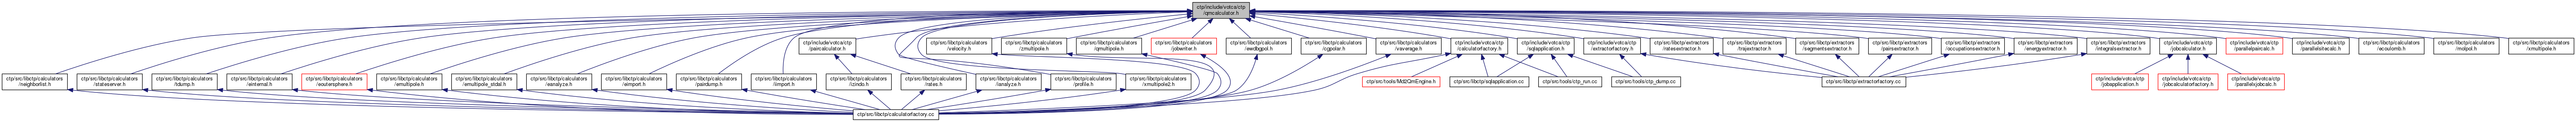 ctp/include/votca/ctp
/qmcalculator.h
ctp/include/votca/ctp
/paircalculator.h
ctp/src/libctp/calculators
/velocity.h
ctp/src/libctp/calculators
/zmultipole.h
ctp/src/libctp/calculators
/qmultipole.h
ctp/src/libctp/calculators
/jobwriter.h
ctp/src/libctp/calculators
/ewdbgpol.h
ctp/src/libctp/calculators
/cgpolar.h
ctp/src/libctp/calculators
/vaverage.h
ctp/include/votca/ctp
/calculatorfactory.h
ctp/include/votca/ctp
/sqlapplication.h
ctp/include/votca/ctp
/extractorfactory.h
ctp/src/libctp/extractors
/ratesextractor.h
ctp/src/libctp/extractors
/trajextractor.h
ctp/src/libctp/extractors
/segmentsextractor.h
ctp/src/libctp/extractors
/pairsextractor.h
ctp/src/libctp/extractors
/occupationsextractor.h
ctp/src/libctp/extractors
/energyextractor.h
ctp/src/libctp/extractors
/integralsextractor.h
ctp/include/votca/ctp
/jobcalculator.h
ctp/include/votca/ctp
/parallelpaircalc.h
ctp/include/votca/ctp
/parallelsitecalc.h
ctp/src/libctp/calculators
/ecoulomb.h
ctp/src/libctp/calculators
/molpol.h
ctp/src/libctp/calculators
/xmultipole.h
ctp/src/libctp/calculators
/neighborlist.h
ctp/src/libctp/calculators
/stateserver.h
ctp/src/libctp/calculators
/tdump.h
ctp/src/libctp/calculators
/einternal.h
ctp/src/libctp/calculators
/eoutersphere.h
ctp/src/libctp/calculators
/emultipole.h
ctp/src/libctp/calculators
/emultipole_stdal.h
ctp/src/libctp/calculators
/eanalyze.h
ctp/src/libctp/calculators
/eimport.h
ctp/src/libctp/calculators
/pairdump.h
ctp/src/libctp/calculators
/iimport.h
ctp/src/libctp/calculators
/izindo.h
ctp/src/libctp/calculators
/rates.h
ctp/src/libctp/calculators
/ianalyze.h
ctp/src/libctp/calculators
/profile.h
ctp/src/libctp/calculators
/xmultipole2.h
ctp/src/tools/Md2QmEngine.h
ctp/src/libctp/sqlapplication.cc
ctp/src/tools/ctp_run.cc
ctp/src/tools/ctp_dump.cc
ctp/src/libctp/extractorfactory.cc
ctp/include/votca/ctp
/jobapplication.h
ctp/include/votca/ctp
/jobcalculatorfactory.h
ctp/include/votca/ctp
/parallelxjobcalc.h
ctp/src/libctp/calculatorfactory.cc